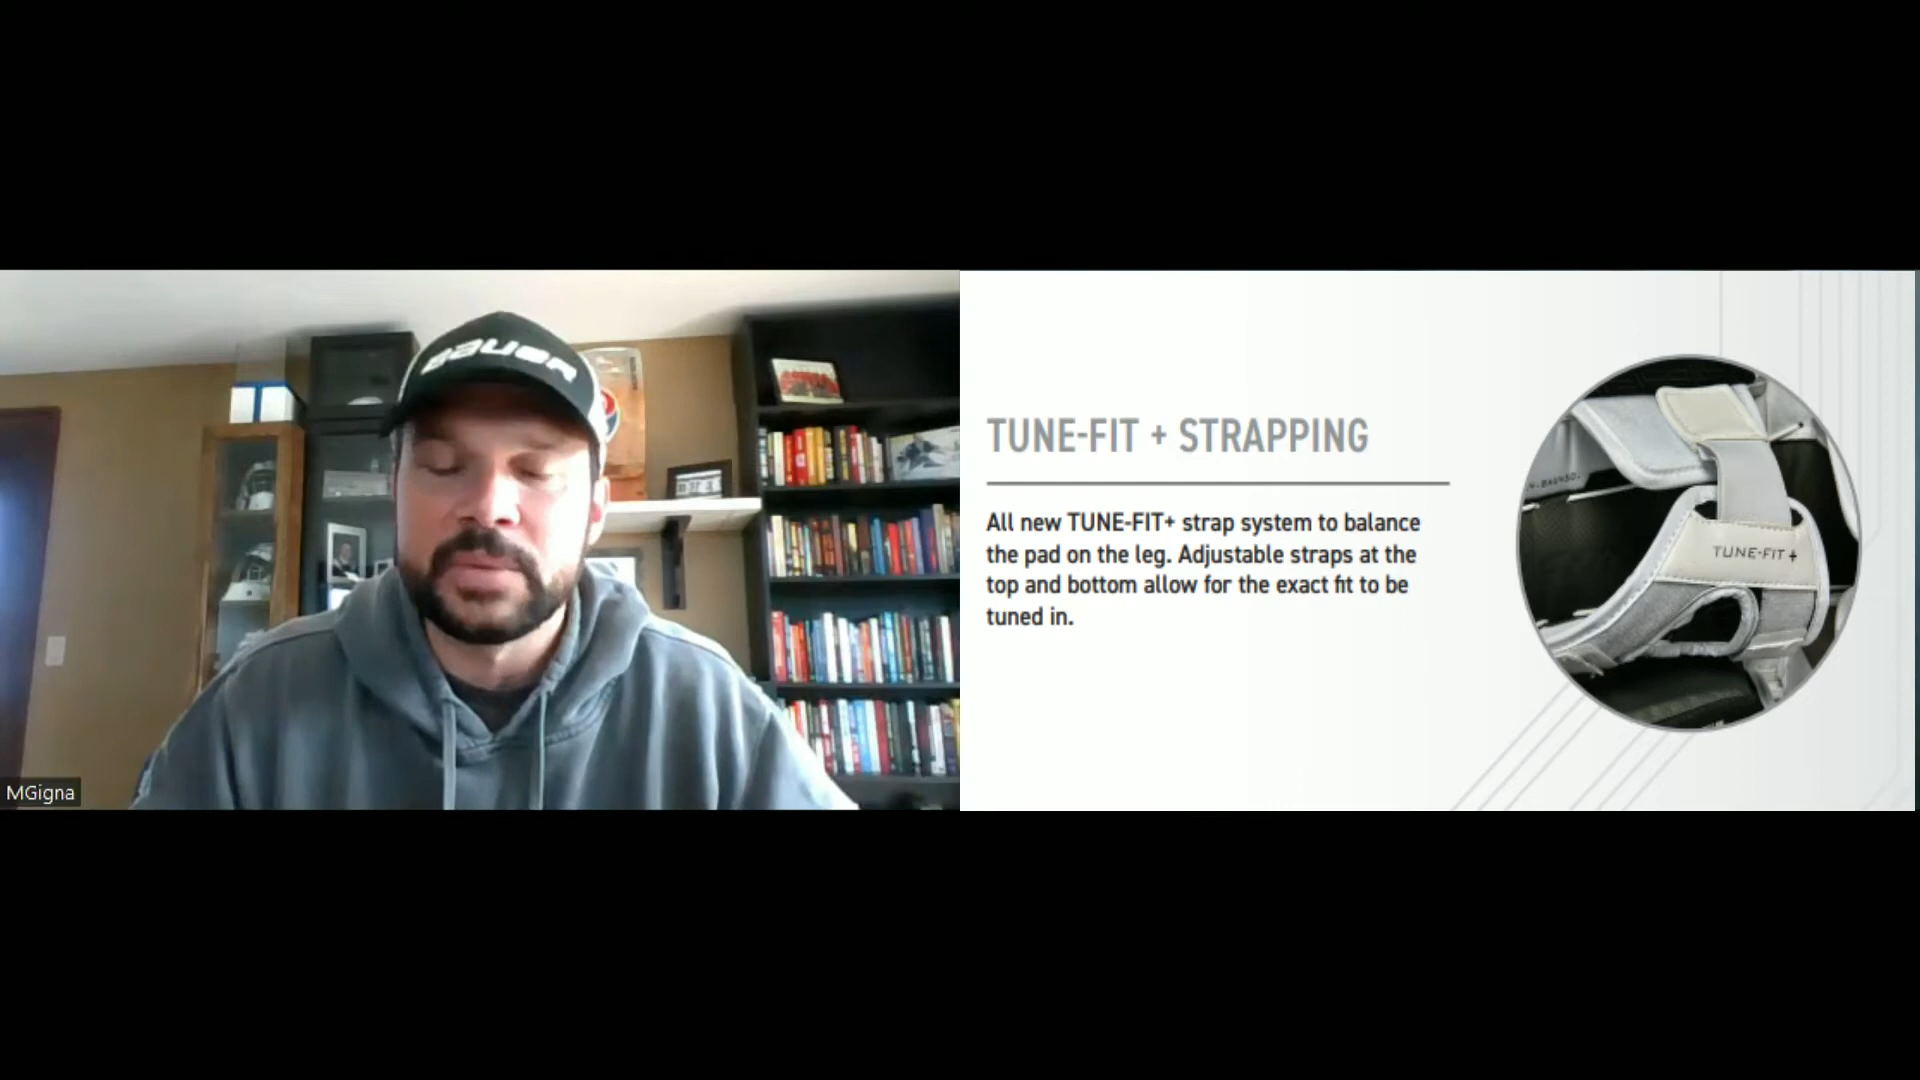 BAUER
MGigna
TUNE-FIT + STRAPPING
All new TUNE-FIT+ strap system to balance
the pad on the leg. Adjustable straps at the
top and bottom allow for the exact fit to be
tuned in.
TUNE-FIT +